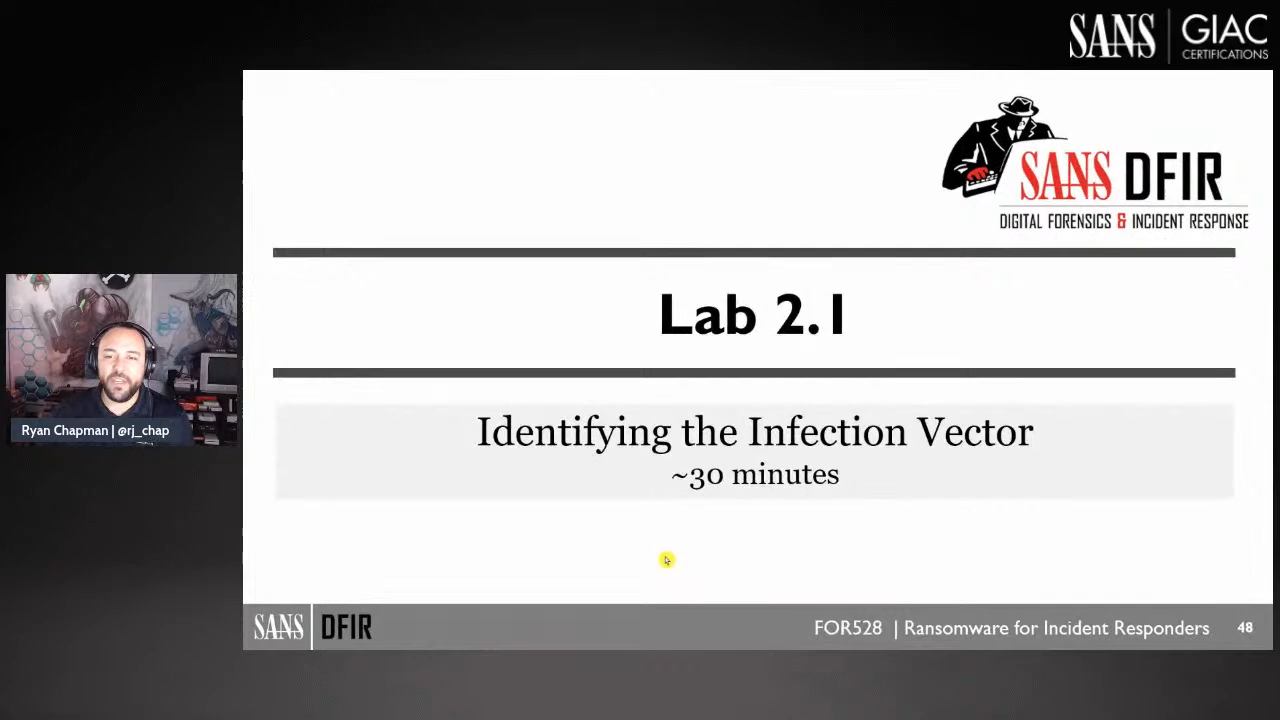 SANS | GIAC
CERTIFICATIONS
SANS DFIR
DIGITAL FORENSICS & INCIDENT RESPONSE
Lab 2.1
Identifying the Infection Vector
~30 minutes
Ryan Chapman | @rj_chap
SANS | DFIR
FOR528 | Ransomware for Incident Responders 48